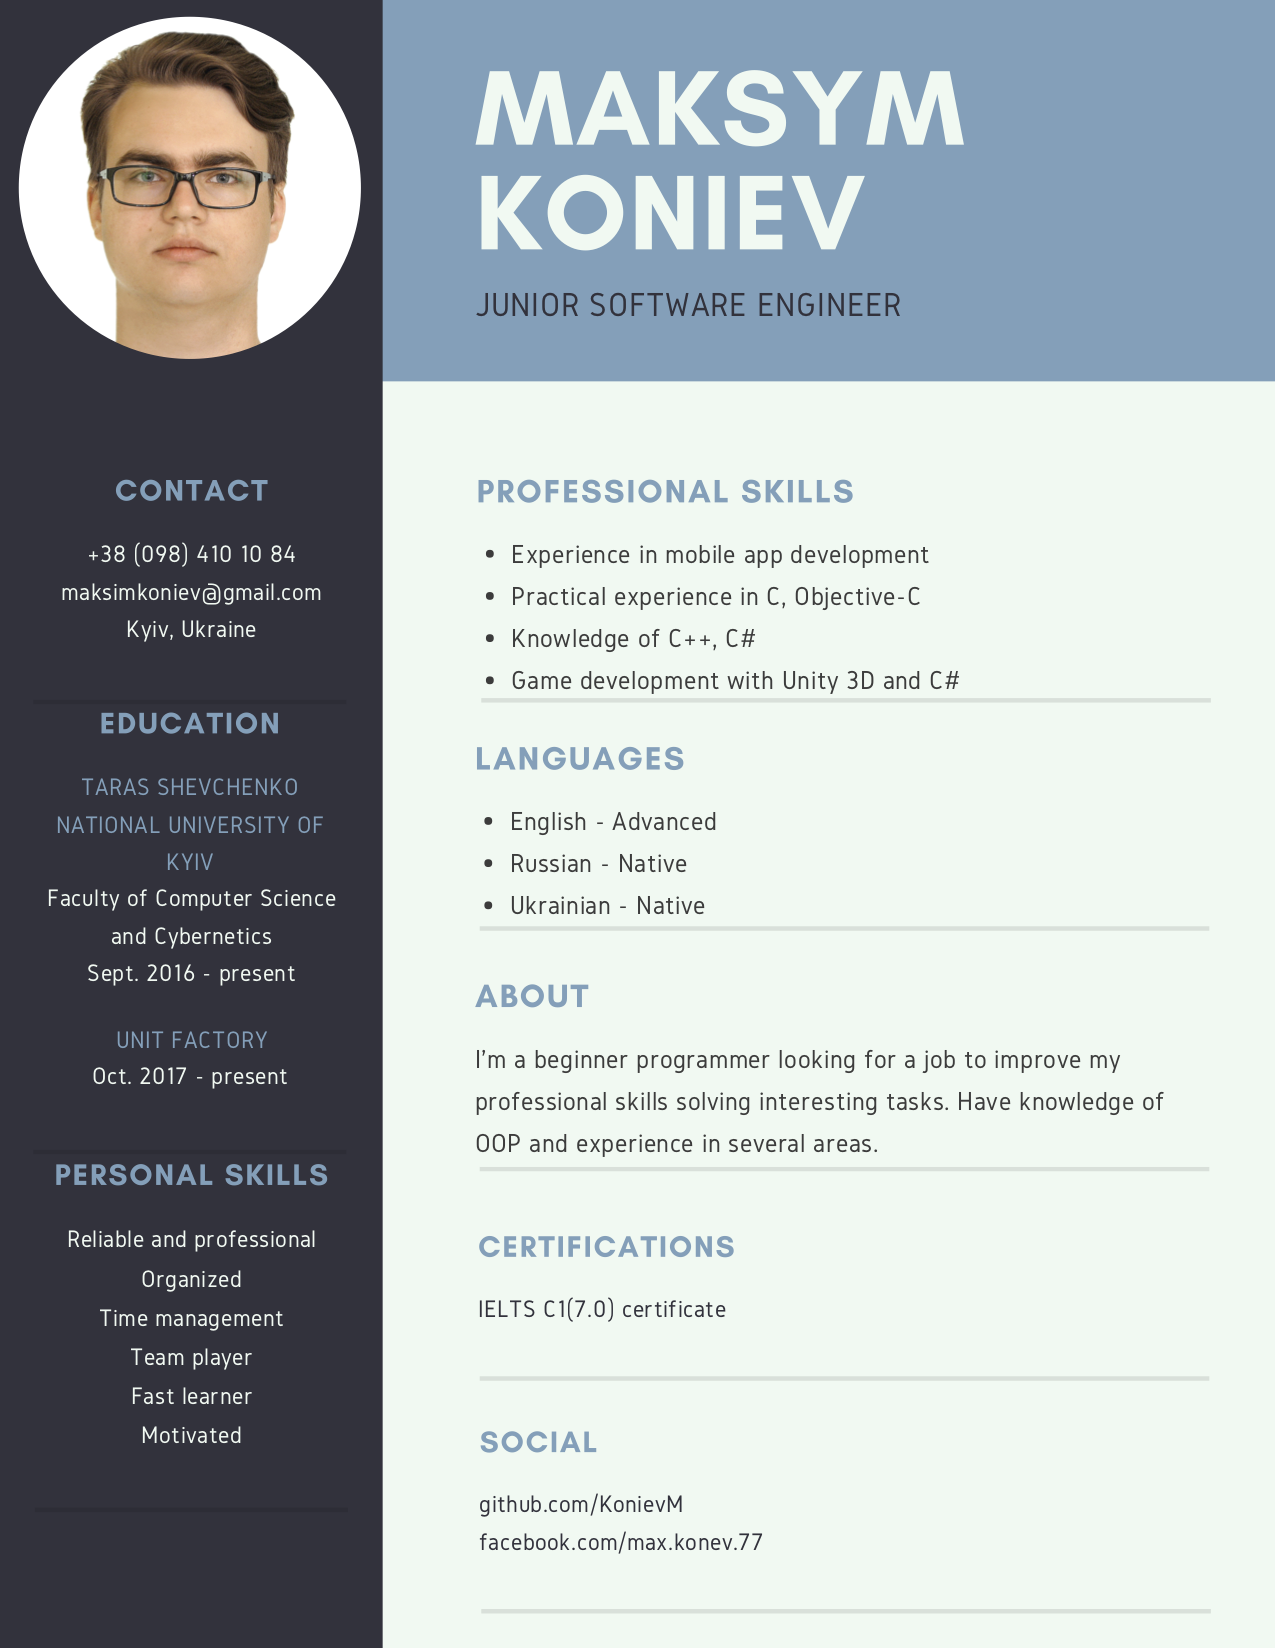 MAKSYM
KONIEV
JUNIOR SOFTWARE ENGINEER
CONTACT
+38 (098) 410 10 84
maksimkoniev@gmail.com
Kyiv, Ukraine
EDUCATION
TARAS SHEVCHENKO
NATIONAL UNIVERSITY OF
KYIV
Faculty of Computer Science
and Cybernetics
Sept. 2016 - present
UNIT FACTORY
Oct. 2017 - present
PERSONAL SKILLS
Reliable and professional
Organized
Time management
Team player
Fast learner
Motivated
PROFESSIONAL SKILLS
• Experience in mobile app development
• Practical experience in C, Objective-C
• Knowledge of C++, C#
• Game development with Unity 3D and C#
LANGUAGES
• English - Advanced
• Russian - Native
• Ukrainian - Native
ABOUT
I'm a beginner programmer looking for a job to improve my
professional skills solving interesting tasks. Have knowledge of
OOP and experience in several areas.
CERTIFICATIONS
IELTS C1(7.0) certificate
SOCIAL
github.com/KonievM
facebook.com/max.konev.77